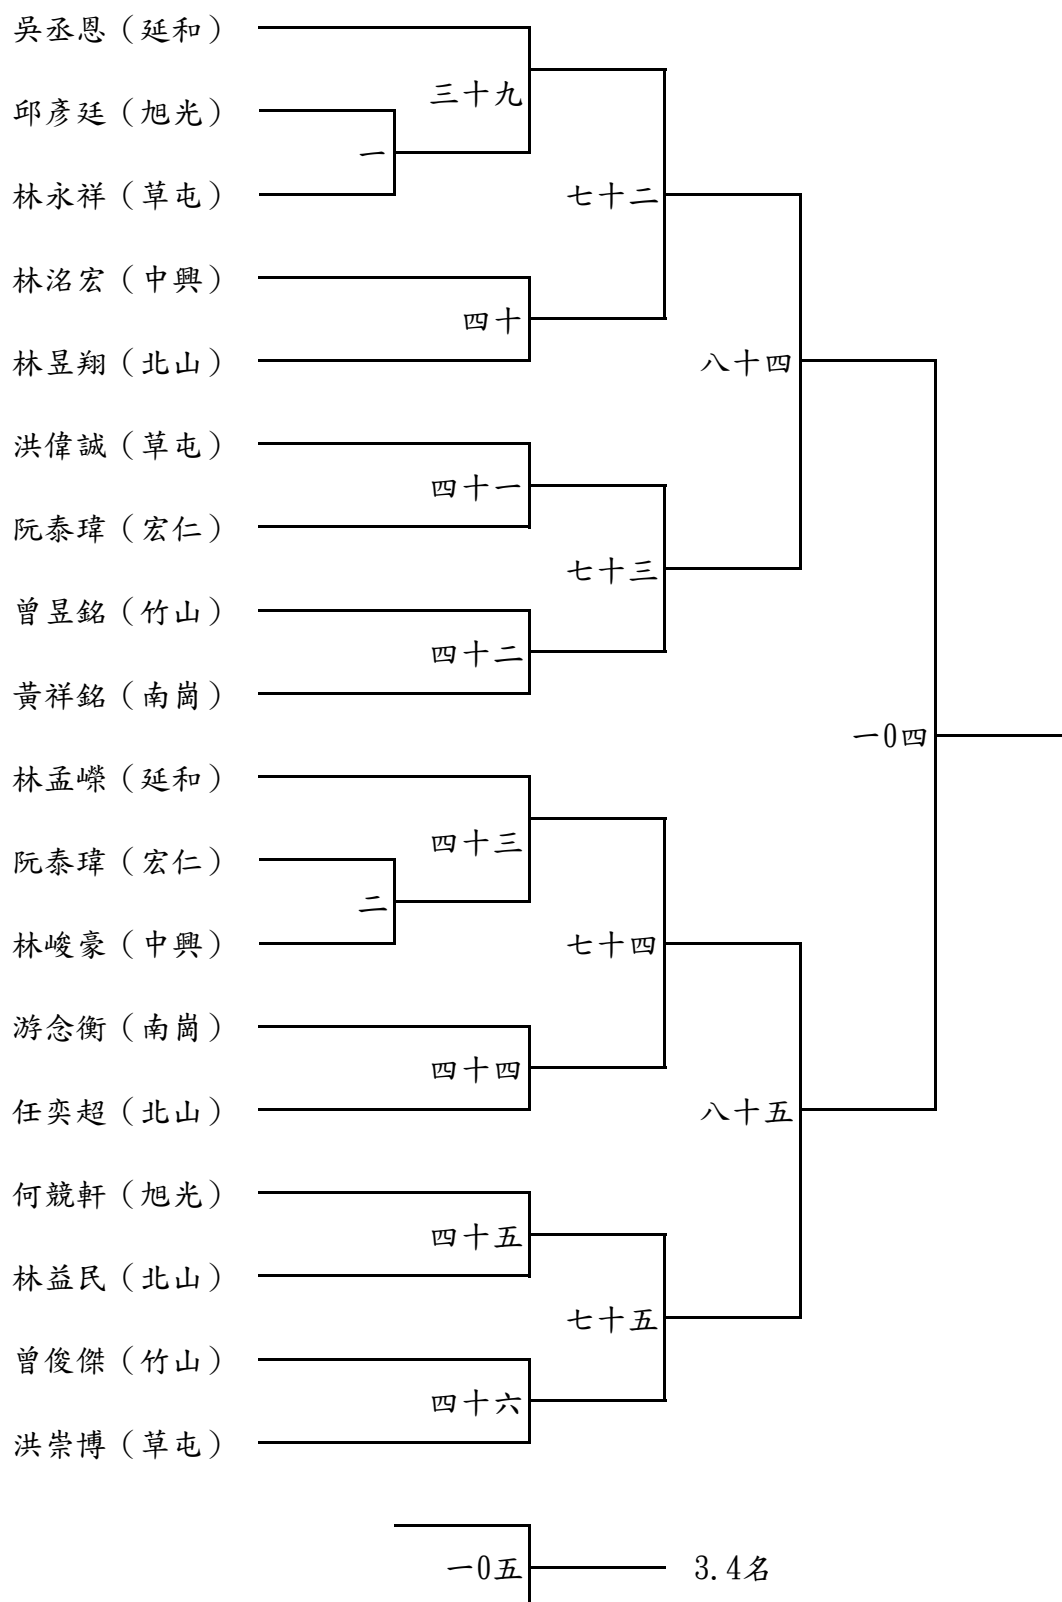 吳丞恩（延和）
三十九
邱彥廷（旭光）
一
林永祥（草屯）
七十二
林洺宏（中興）
四十
林昱翔（北山）
八十四
洪偉誠（草屯）
四十一
阮泰瑋（宏仁）
七十三
曾昱銘（竹山）
四十二
黃祥銘（南崗）
一0四
林孟嶸（延和）
四十三
阮泰瑋（宏仁）
二
林峻豪（中興）
七十四
游念衡（南崗）
四十四
任奕超（北山）
八十五
何競軒（旭光）
四十五
林益民（北山）
七十五
曾俊傑（竹山）
四十六
洪崇博（草屯）
一0五 3.4名